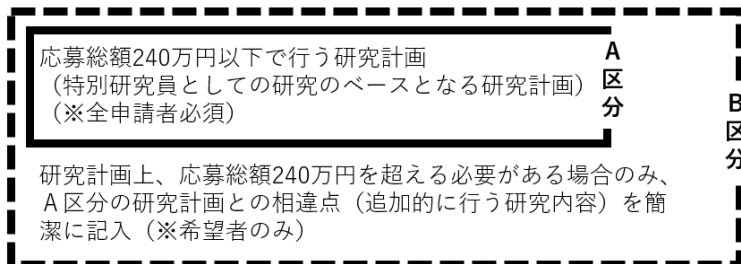 応募総額240万円以下で行う研究計画
（特別研究員としての研究のベースとなる研究計画）
（※全申請者必須）
A区分
研究計画上、応募総額240万円を超える必要がある場合のみ、
A区分の研究計画との相違点（追加的に行う研究内容）を簡
潔に記入（※希望者のみ）
B区分